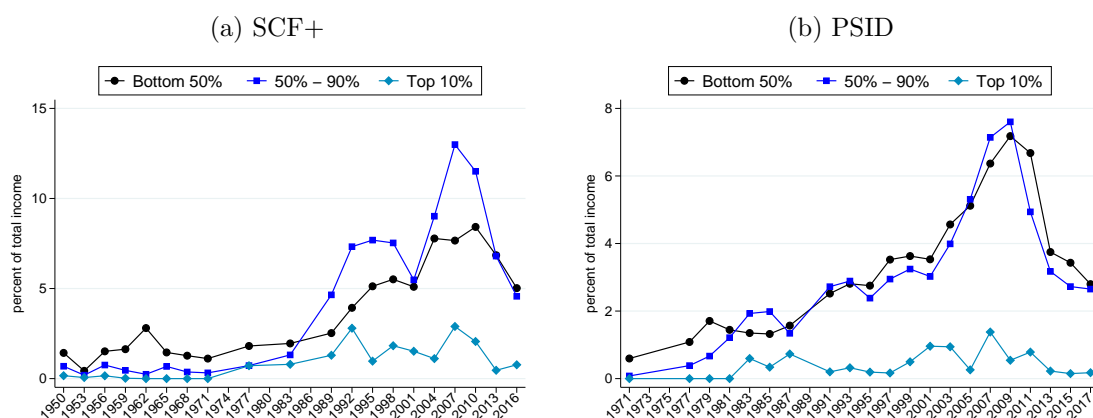 (a) SCF+
Bottom 50% 50% – 90% Top 10%
percent of total income
15
10
5
0
1950 1953 1956 1959 1962 1965 1968 1971 1974 1977 1980 1983 1986 1989 1992 1995 1998 2001 2004 2007 2010 2013 2016
(b) PSID
Bottom 50% 50% – 90% Top 10%
percent of total income
8
6
4
2
0
1971 1973 1975 1977 1979 1981 1983 1985 1987 1989 1991 1993 1995 1997 1999 2001 2003 2005 2007 2009 2011 2013 2015 2017